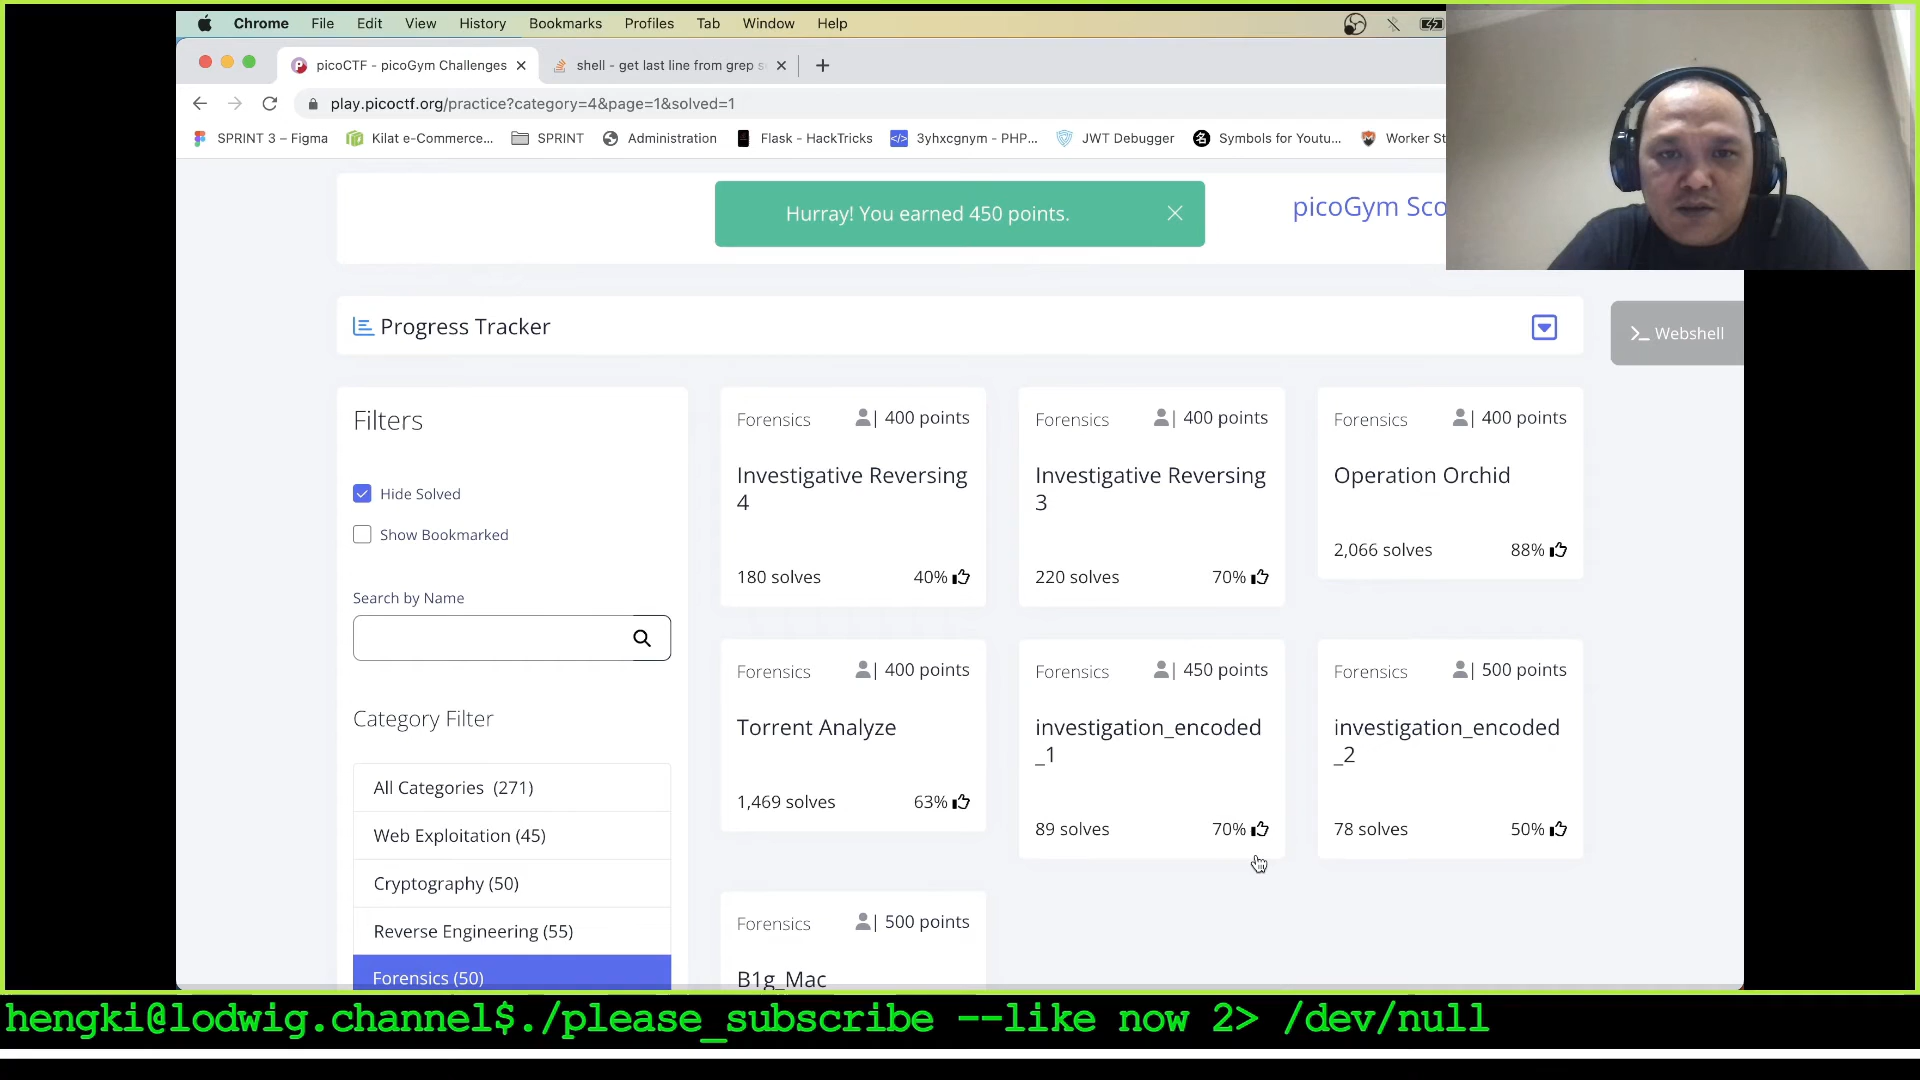 Chrome File Edit View History Bookmarks Profiles Tab Window Help
picoCTF - picoGym Challenges
shell - get last line from grep s
play.picoctf.org/practice?category=4&page=1&solved=1
SPRINT 3 – Figma
Kilat e-Commerce...
SPRINT
Administration
Flask - HackTricks
3yhxcgnym - PHP...
JWT Debugger
Symbols for Youtu...
Worker St
Hurray! You earned 450 points.
picoGym Sco
Progress Tracker
Webshell
Filters
Hide Solved
Show Bookmarked
Search by Name
Category Filter
All Categories (271)
Web Exploitation (45)
Cryptography (50)
Reverse Engineering (55)
Forensics (50)
Forensics | 400 points
Investigative Reversing
4
180 solves 40%
Forensics | 400 points
Investigative Reversing
3
220 solves 70%
Forensics | 400 points
Operation Orchid
2,066 solves 88%
Forensics | 400 points
Torrent Analyze
1,469 solves 63%
Forensics | 450 points
investigation_encoded
_1
89 solves 70%
Forensics | 500 points
investigation_encoded
_2
78 solves 50%
Forensics | 500 points
B1g_Mac
hengki@lodwig.channel$./please_subscribe --like now 2> /dev/null